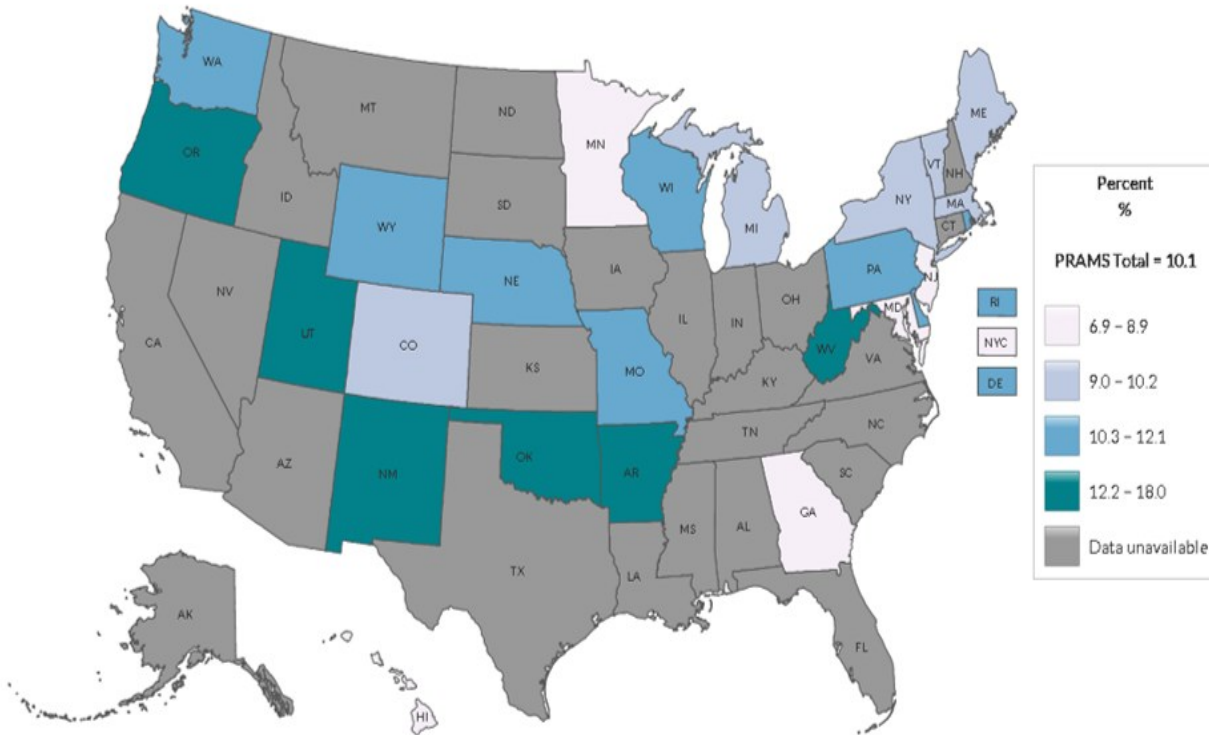 WA
OR
MT
ID
ND
SD
MN
WI
WY
NE
IA
MI
NY
VT
NH
ME
MA
CT
NJ
PA
MD
NV
CA
UT
CO
KS
MO
IL
IN
OH
WV
VA
KY
TN
NC
SC
AZ
NM
OK
AR
TX
LA
MS
AL
GA
FL
AK
HI
RI
NYC
DE
Percent
%
PRAMS Total = 10.1
6.9 – 8.9
9.0 – 10.2
10.3 – 12.1
12.2 – 18.0
Data unavailable